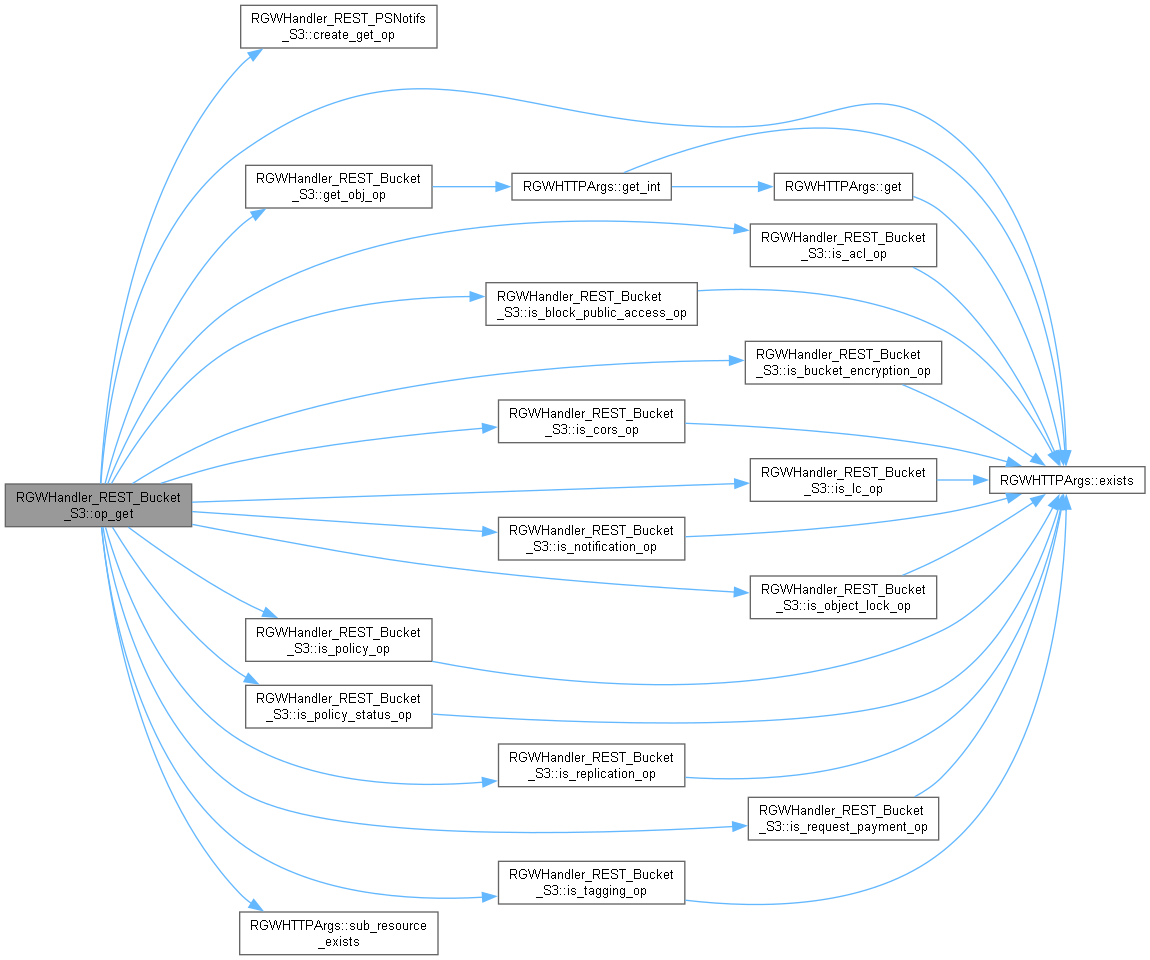 RGWHandler_REST_PSNotifs
_S3::create_get_op
RGWHandler_REST_Bucket
_S3::get_obj_op
RGWHTTPArgs::get_int
RGWHTTPArgs::get
RGWHandler_REST_Bucket
_S3::is_acl_op
RGWHandler_REST_Bucket
_S3::is_block_public_access_op
RGWHandler_REST_Bucket
_S3::is_bucket_encryption_op
RGWHandler_REST_Bucket
_S3::is_cors_op
RGWHandler_REST_Bucket
_S3::is_lc_op
RGWHTTPArgs::exists
RGWHandler_REST_Bucket
_S3::op_get
RGWHandler_REST_Bucket
_S3::is_notification_op
RGWHandler_REST_Bucket
_S3::is_object_lock_op
RGWHandler_REST_Bucket
_S3::is_policy_op
RGWHandler_REST_Bucket
_S3::is_policy_status_op
RGWHandler_REST_Bucket
_S3::is_replication_op
RGWHandler_REST_Bucket
_S3::is_request_payment_op
RGWHandler_REST_Bucket
_S3::is_tagging_op
RGWHTTPArgs::sub_resource
_exists